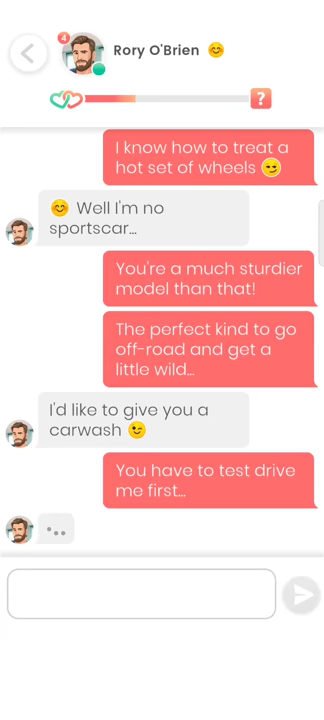 4
Rory O'Brien 😊
?
I know how to treat a
hot set of wheels 😏
😊 Well I'm no
sportscar...
You're a much sturdier
model than that!
The perfect kind to go
off-road and get a
little wild...
I'd like to give you a
carwash 😉
You have to test drive
me first...